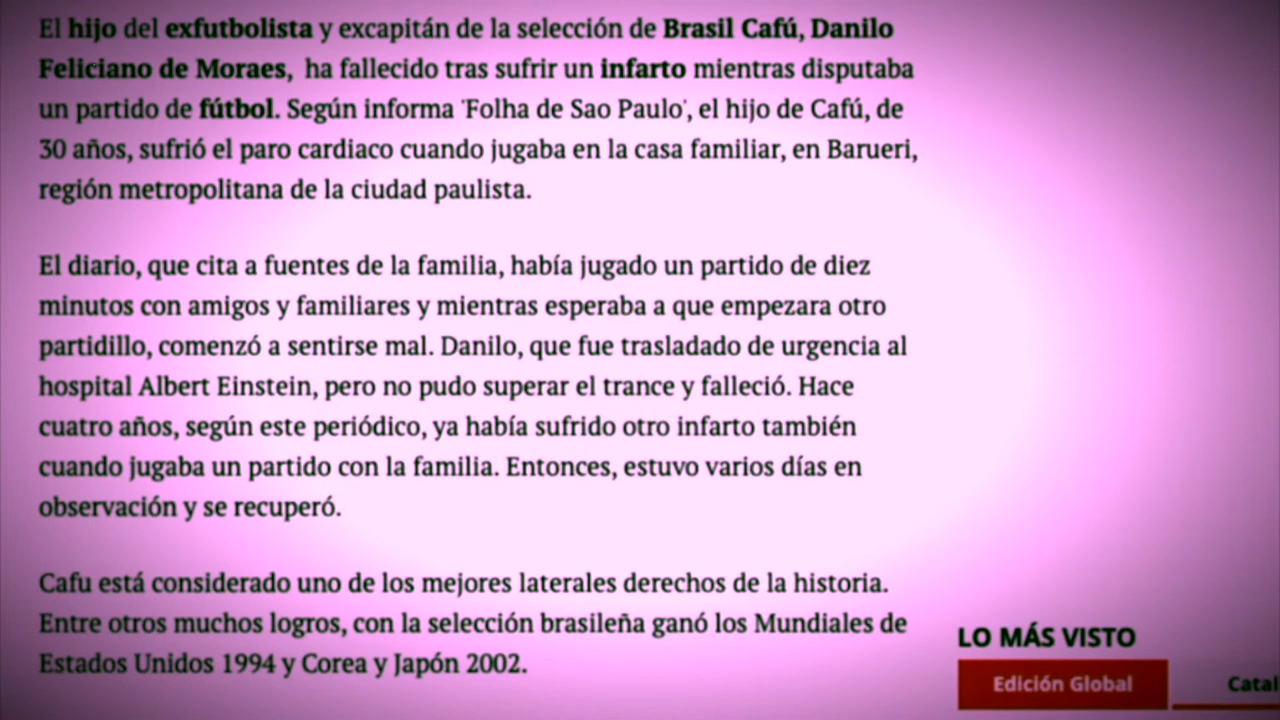 El hijo del exfutbolista y excapitán de la selección de Brasil Cafú, Danilo
Feliciano de Moraes, ha fallecido tras sufrir un infarto mientras disputaba
un partido de fútbol. Según informa 'Folha de Sao Paulo', el hijo de Cafú, de
30 años, sufrió el paro cardiaco cuando jugaba en la casa familiar, en Barueri,
región metropolitana de la ciudad paulista.
El diario, que cita a fuentes de la familia, había jugado un partido de diez
minutos con amigos y familiares y mientras esperaba a que empezara otro
partidillo, comenzó a sentirse mal. Danilo, que fue trasladado de urgencia al
hospital Albert Einstein, pero no pudo superar el trance y falleció. Hace
cuatro años, según este periódico, ya había sufrido otro infarto también
cuando jugaba un partido con la familia. Entonces, estuvo varios días en
observación y se recuperó.
Cafu está considerado uno de los mejores laterales derechos de la historia.
Entre otros muchos logros, con la selección brasileña ganó los Mundiales de
Estados Unidos 1994 y Corea y Japón 2002.
LO MÁS VISTO
Edición Global
Catal